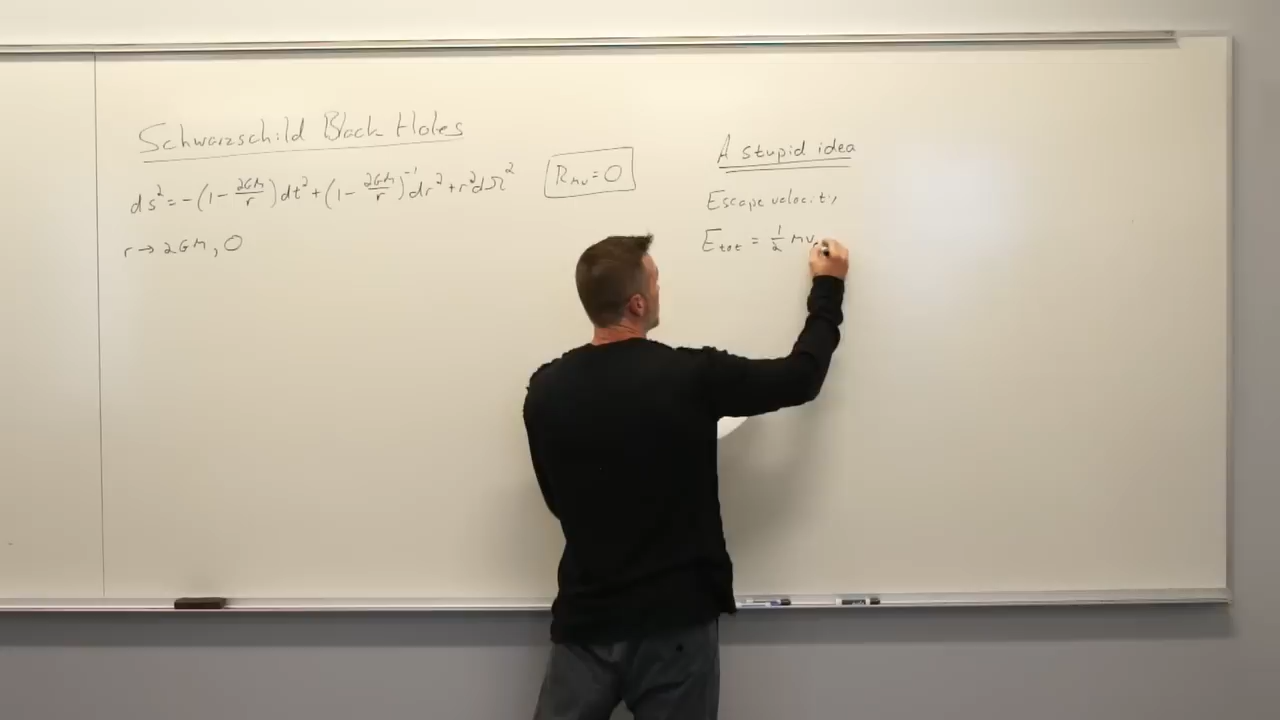 Schwarzschild Black Holes
ds² = -(1 - 2GM/r)dt² + (1 - 2GM/r)⁻¹dr² + r²dΩ²
R_μν = 0
r → 2GM, 0
A stupid idea
Escape velocity
E_tot = 1/2 mv